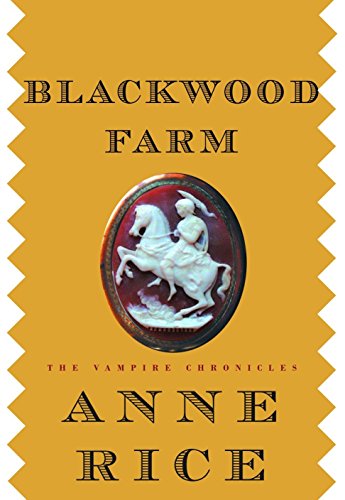 BLACKWOOD
FARM
THE VAMPIRE CHRONICLES
ANNE
RICE